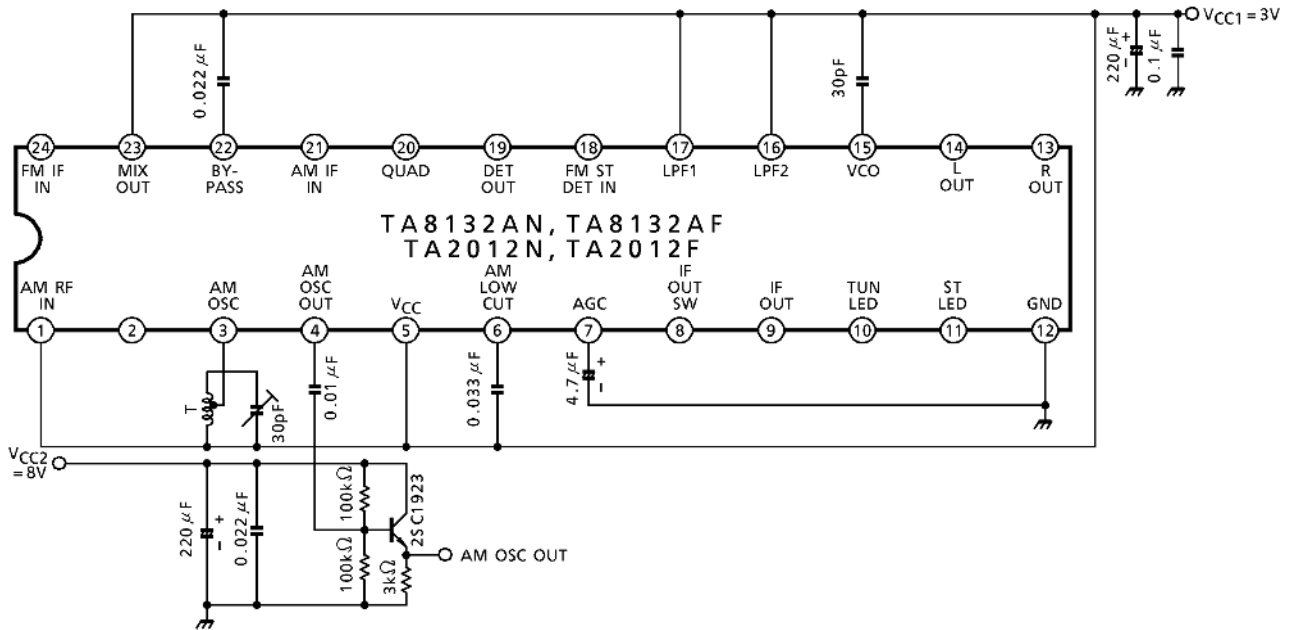 VCC1 = 3V
220 μF
+
−
0.1 μF
0.022 μF
30pF
24 23 22 21 20 19 18 17 16 15 14 13
FM IF IN
MIX OUT
BY-PASS
AM IF IN
QUAD
DET OUT
FM ST DET IN
LPF1
LPF2
VCO
L OUT
R OUT
TA8132AN, TA8132AF
TA2012N, TA2012F
AM RF IN
AM OSC
AM OSC OUT
VCC
AM LOW CUT
AGC
IF OUT SW
IF OUT
TUN LED
ST LED
GND
1 2 3 4 5 6 7 8 9 10 11 12
T
30pF
0.01 μF
0.033 μF
4.7 μF
+
−
VCC2
= 8V
220 μF
+
−
0.022 μF
100kΩ
100kΩ
2SC1923
3kΩ
AM OSC OUT